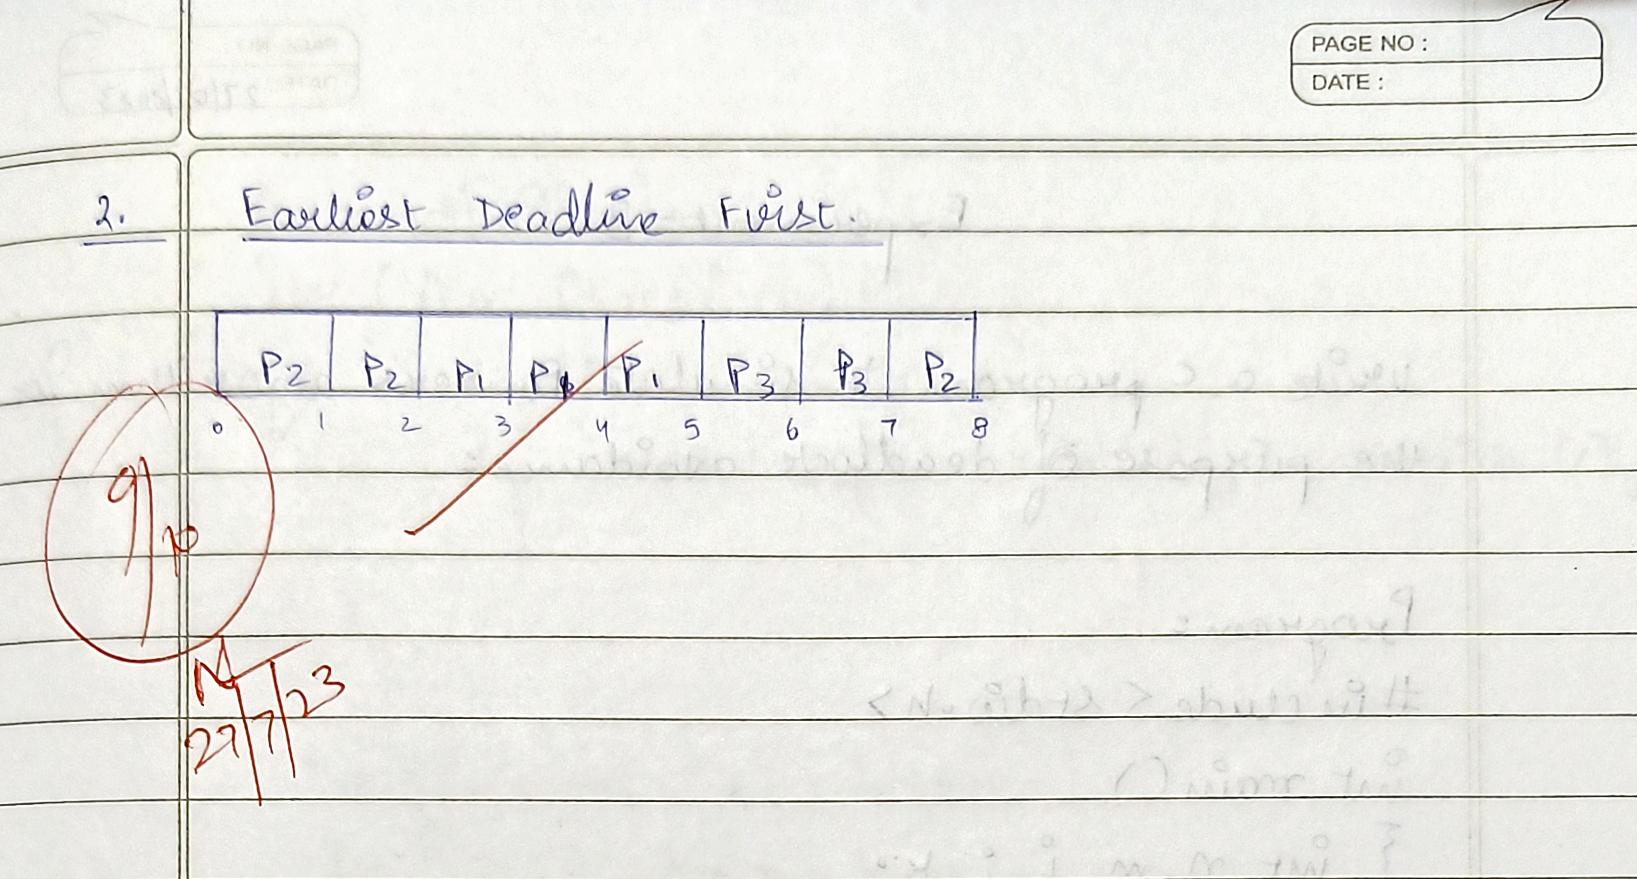 PAGE NO :
DATE :
2. Earliest Deadline First.
P2 P2 P1 P1 P1 P3 P3 P2
0 1 2 3 4 5 6 7 8
9/10
27/7/23